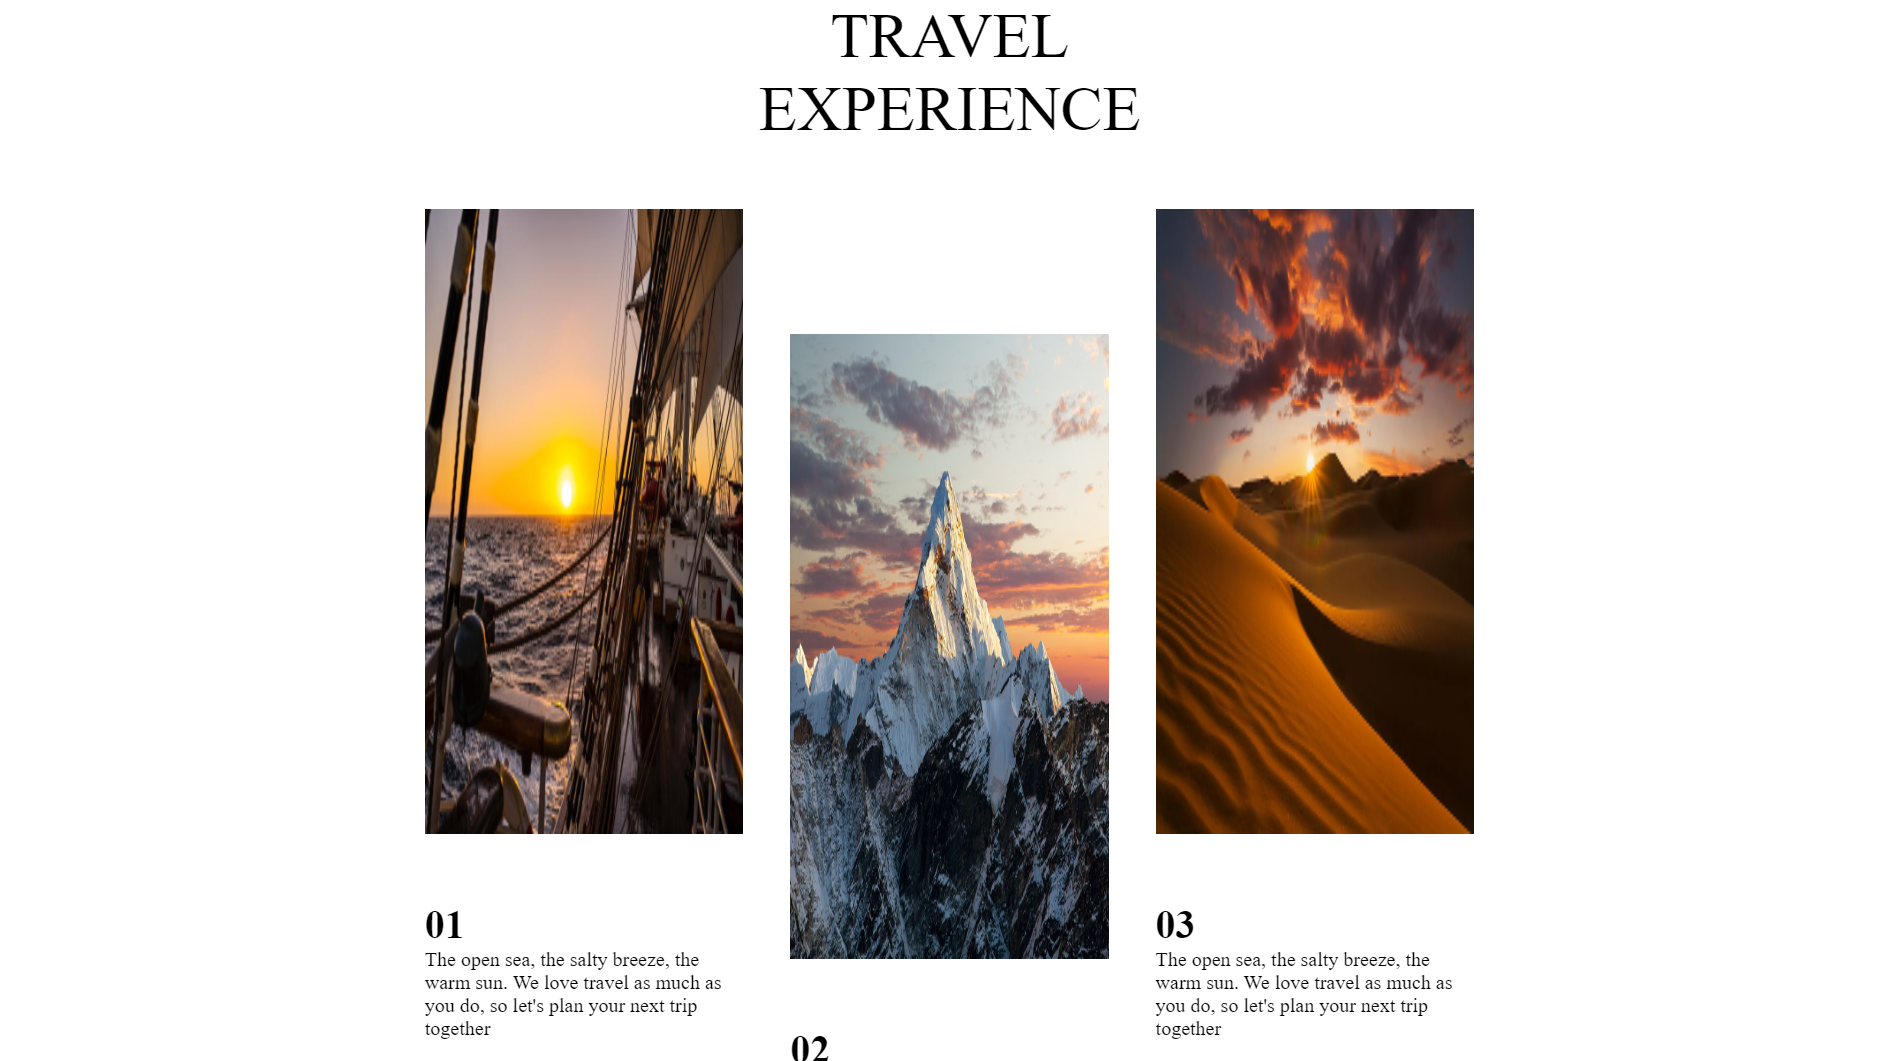 TRAVEL
EXPERIENCE
01
The open sea, the salty breeze, the
warm sun. We love travel as much as
you do, so let's plan your next trip
together
02
03
The open sea, the salty breeze, the
warm sun. We love travel as much as
you do, so let's plan your next trip
together